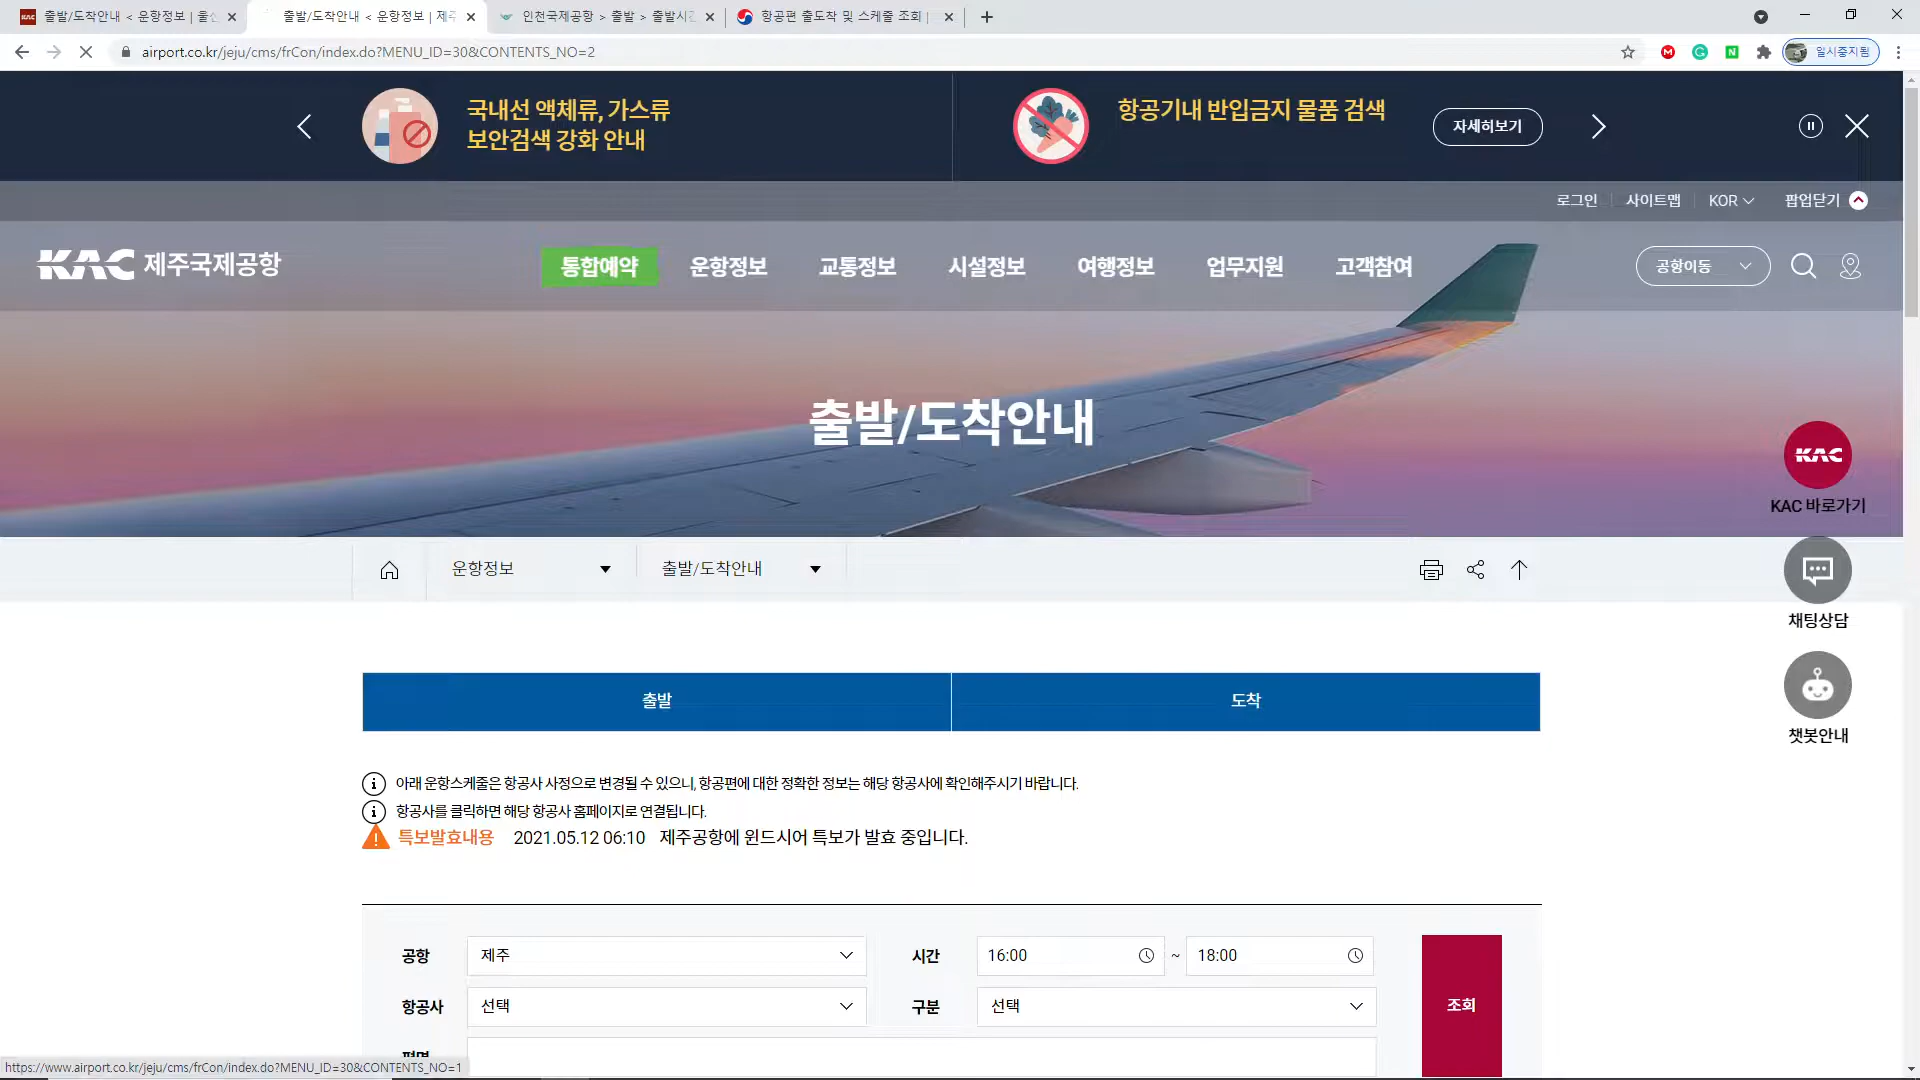 출발/도착안내 < 운항정보 | 울산
출발/도착안내 < 운항정보 | 제주
인천국제공항 > 출발 > 출발시간
항공편 출도착 및 스케줄 조회 |
airport.co.kr/jeju/cms/frCon/index.do?MENU_ID=30&CONTENTS_NO=2
일시중지됨
국내선 액체류, 가스류
보안검색 강화 안내
항공기내 반입금지 물품 검색
자세히보기
로그인
사이트맵
KOR
팝업닫기
KAC 제주국제공항
통합예약
운항정보
교통정보
시설정보
여행정보
업무지원
고객참여
공항이동
출발/도착안내
KAC
KAC 바로가기
운항정보
출발/도착안내
채팅상담
챗봇안내
출발
도착
아래 운항스케줄은 항공사 사정으로 변경될 수 있으니, 항공편에 대한 정확한 정보는 해당 항공사에 확인해주시기 바랍니다.
항공사를 클릭하면 해당 항공사 홈페이지로 연결됩니다.
특보발효내용 2021.05.12 06:10 제주공항에 윈드시어 특보가 발효 중입니다.
공항
제주
시간
16:00
~
18:00
항공사
선택
구분
선택
조회
편명
https://www.airport.co.kr/jeju/cms/frCon/index.do?MENU_ID=30&CONTENTS_NO=1